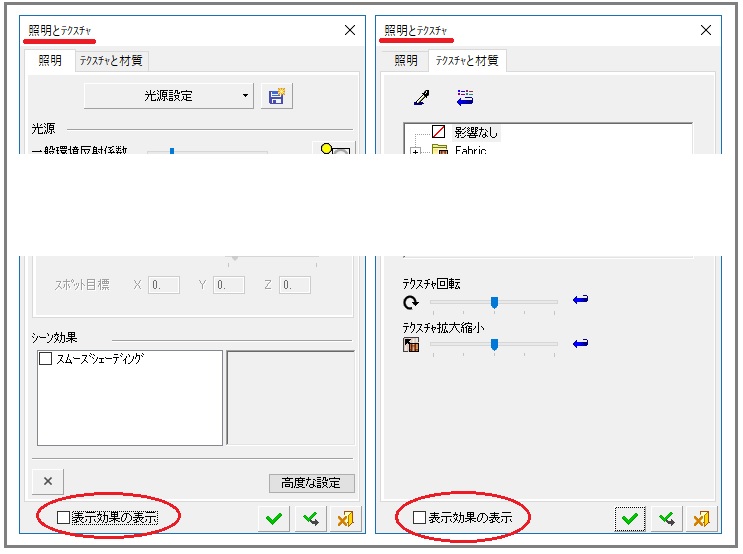 照明とテクスチャ
照明 テクスチャと材質
光源設定
光源
一般環境反射係数
スポット目標 X 0. Y 0. Z 0.
シーン効果
スムーズシェーディング
高度な設定
表示効果の表示
照明とテクスチャ
照明 テクスチャと材質
影響なし
Fabric
テクスチャ回転
テクスチャ拡大縮小
表示効果の表示